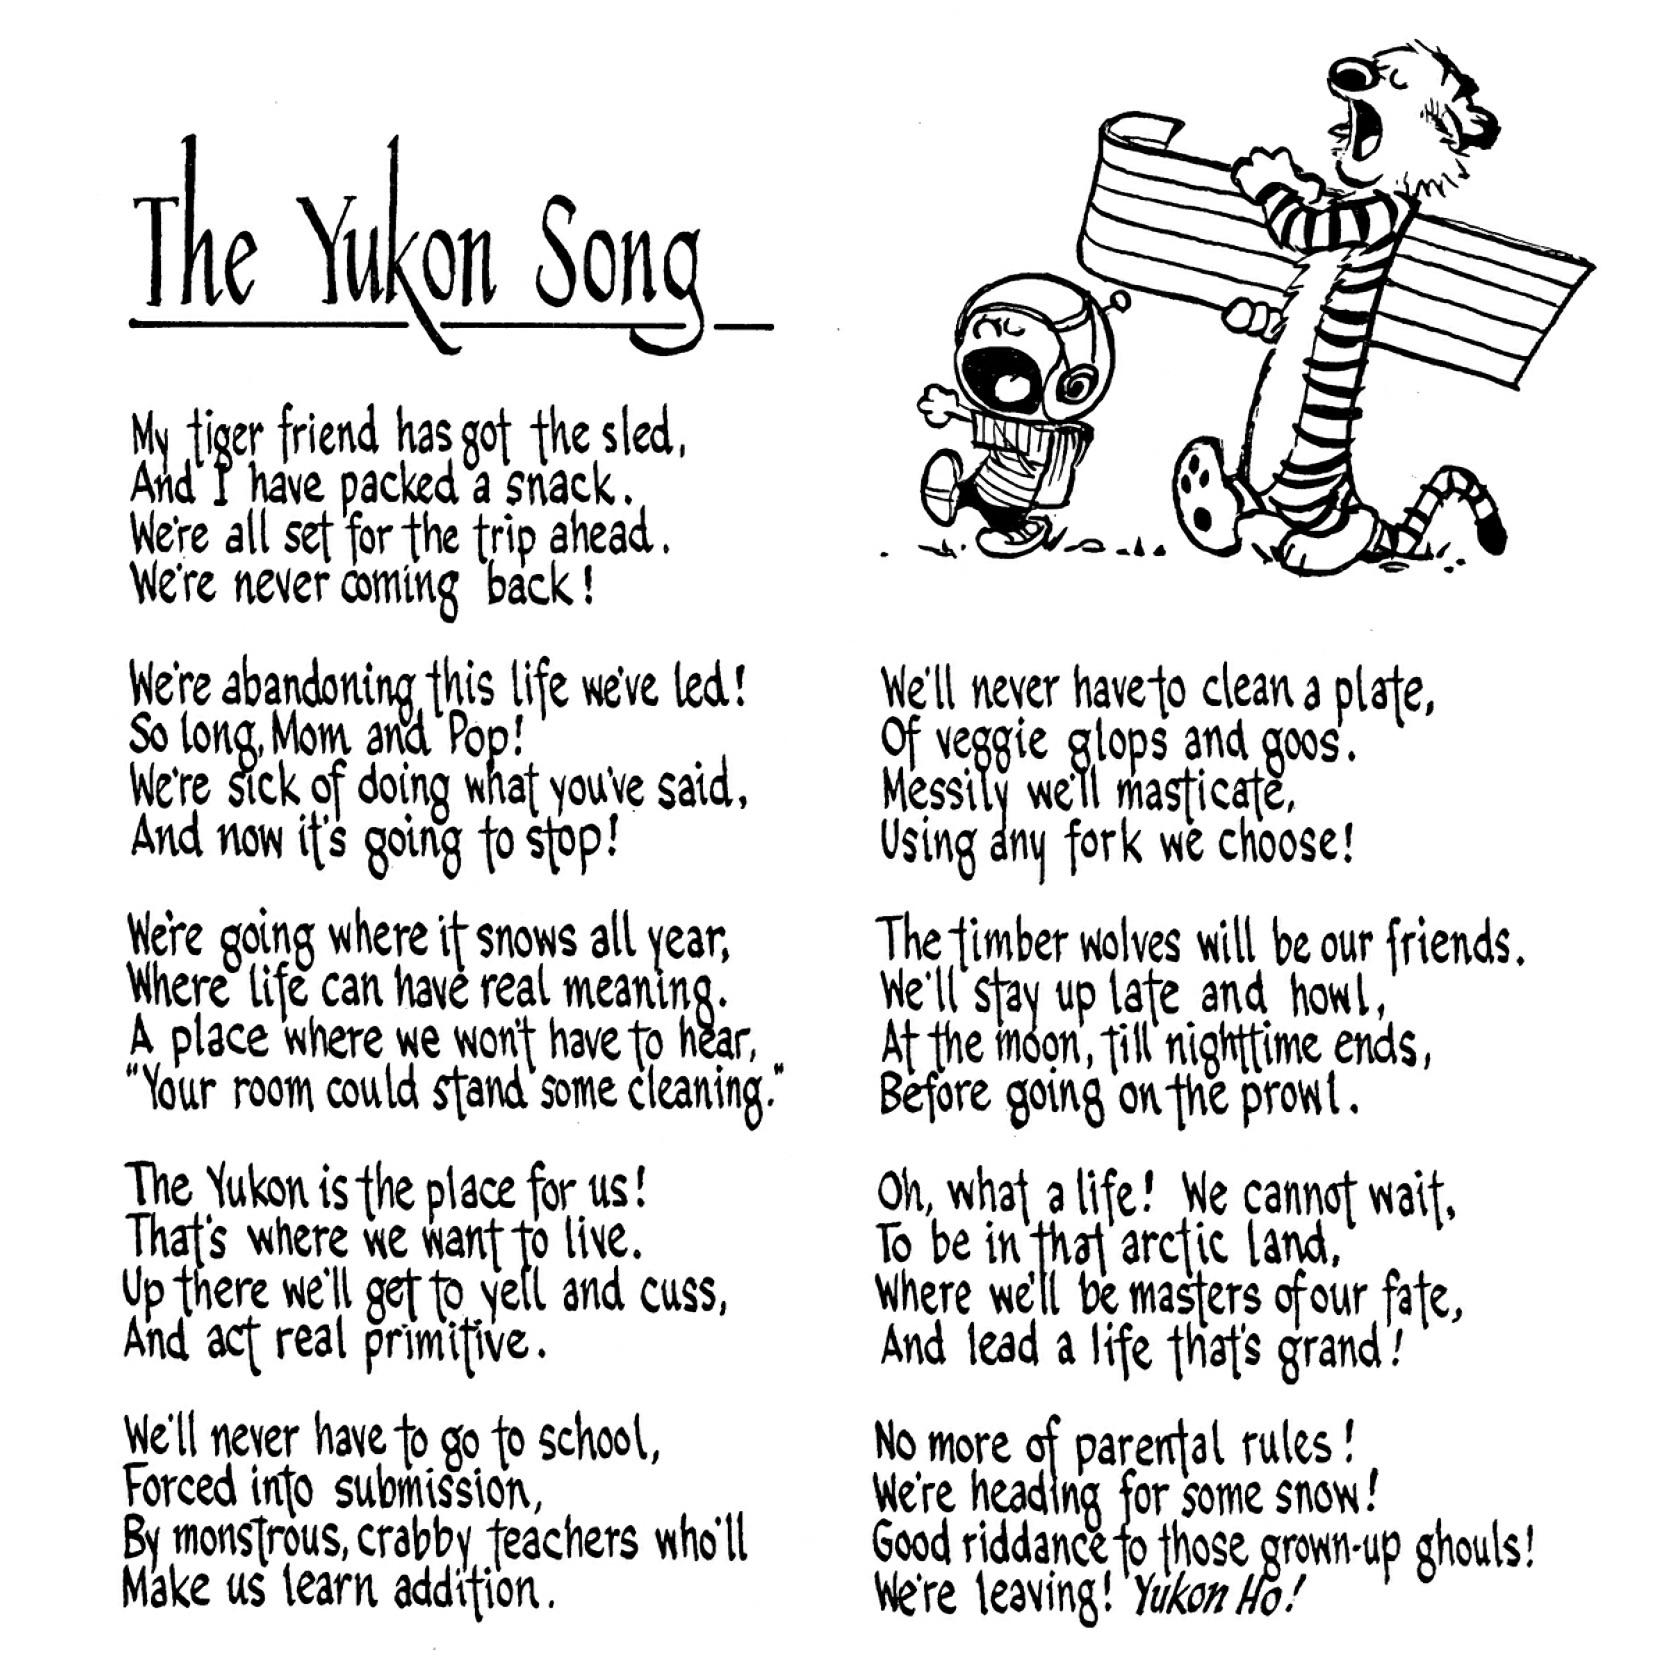 The Yukon Song
My tiger friend has got the sled,
And I have packed a snack.
We're all set for the trip ahead.
We're never coming back!
We're abandoning this life we've led!
So long, Mom and Pop!
We're sick of doing what you've said,
And now it's going to stop!
We're going where it snows all year,
Where life can have real meaning.
A place where we won't have to hear,
"Your room could stand some cleaning."
The Yukon is the place for us!
That's where we want to live.
Up there we'll get to yell and cuss,
And act real primitive.
We'll never have to go to school,
Forced into submission,
By monstrous, crabby teachers who'll
Make us learn addition.
We'll never have to clean a plate,
Of veggie glops and goos.
Messily we'll masticate,
Using any fork we choose!
The timber wolves will be our friends.
We'll stay up late and howl,
At the moon, till nighttime ends,
Before going on the prowl.
Oh, what a life! We cannot wait,
To be in that arctic land,
Where we'll be masters of our fate,
And lead a life that's grand!
No more of parental rules!
We're heading for some snow!
Good riddance to those grown-up ghouls!
We're leaving! Yukon Ho!